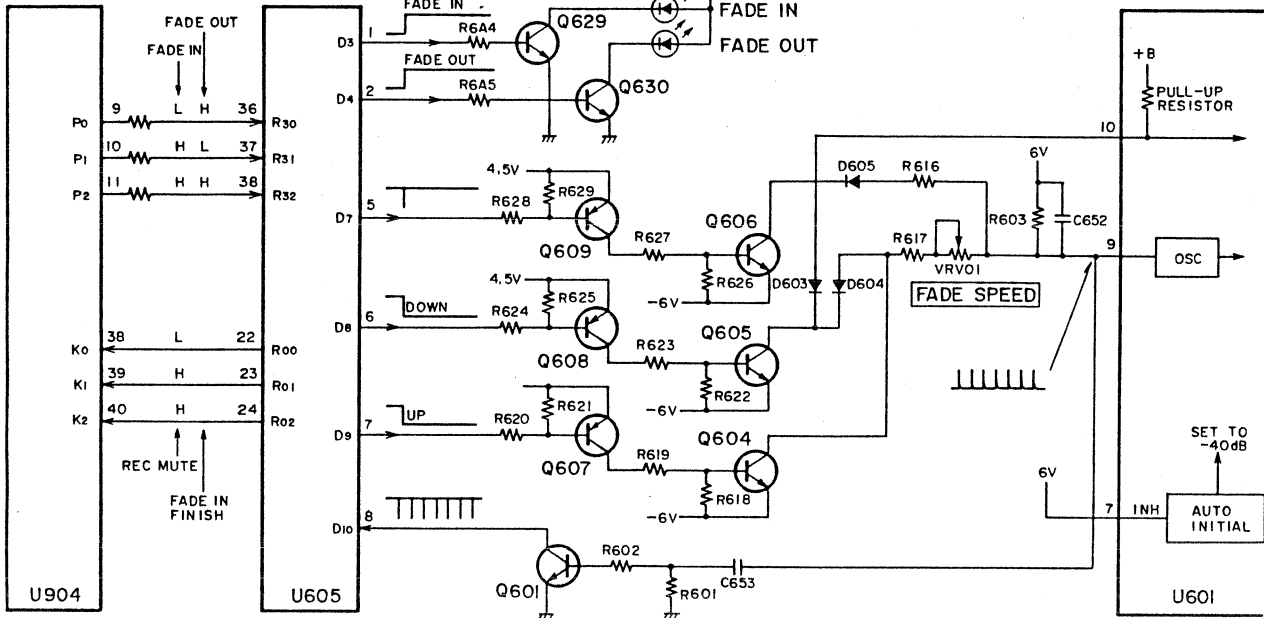 FADE IN
FADE OUT
FADE IN
P0 9 L H 36 R30
P1 10 H L 37 R31
P2 11 H H 38 R32
K0 38 L 22 R00
K1 39 H 23 R01
K2 40 H 24 R02
REC MUTE
FADE IN
FINISH
U904
U605
D3 1
R6A4
Q629
FADE IN
FADE OUT
D4 2
FADE OUT
R6A5
Q630
D7 5
4.5V
R628
R629
Q609
R627
R626
-6V
Q606
D605
R616
D603
D604
R617
VRV01
FADE SPEED
6V
R603
C652
D8 6
DOWN
4.5V
R624
R625
Q608
R623
R622
-6V
Q605
D9 7
UP
R620
R621
Q607
R619
R618
-6V
Q604
D10 8
Q601
R602
R601
C653
+B
PULL-UP
RESISTOR
10
9
OSC
SET TO
-40dB
6V
7 INH
AUTO
INITIAL
U601